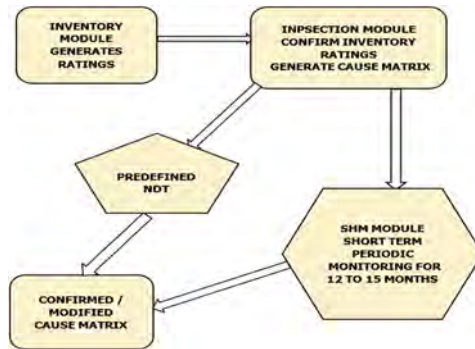 INVENTORY
MODULE
GENERATES
RATINGS
INPSECTION MODULE
CONFIRM INVENTORY
RATINGS
GENERATE CAUSE MATRIX
PREDEFINED
NDT
SHM MODULE
SHORT TERM
PERIODIC
MONITORING FOR
12 TO 15 MONTHS
CONFIRMED /
MODIFIED
CAUSE MATRIX